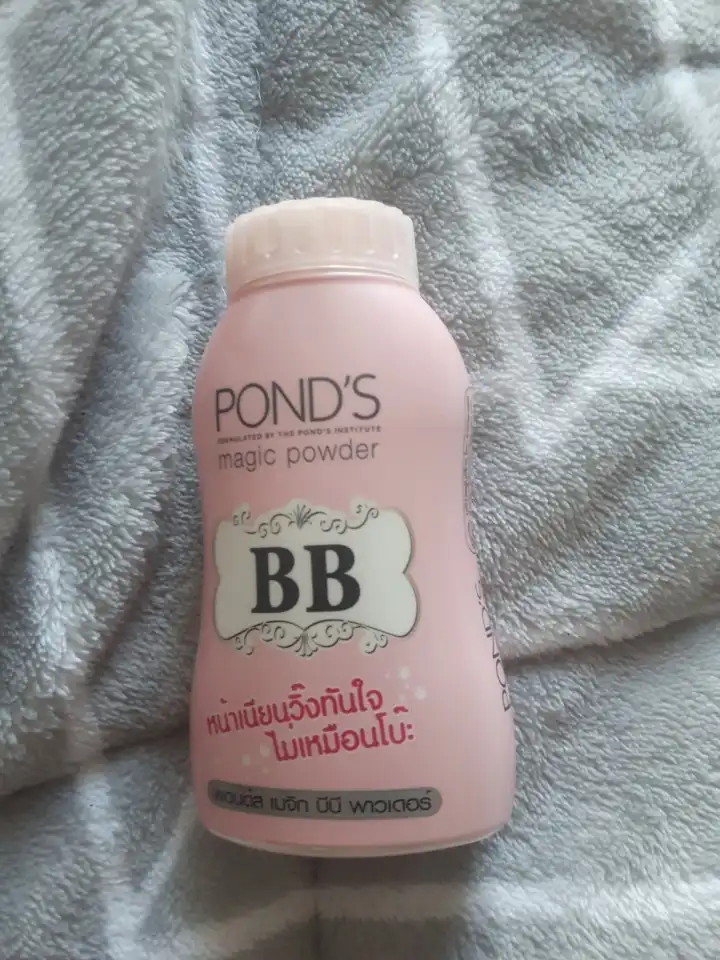 POND'S
FORMULATED BY THE POND'S INSTITUTE
magic powder
BB
หน้าเนียนวิ๊งทันใจ
ไม่เหมือนโบ๊ะ
พอนด์ส เมจิก บีบี พาวเดอร์
POND'S